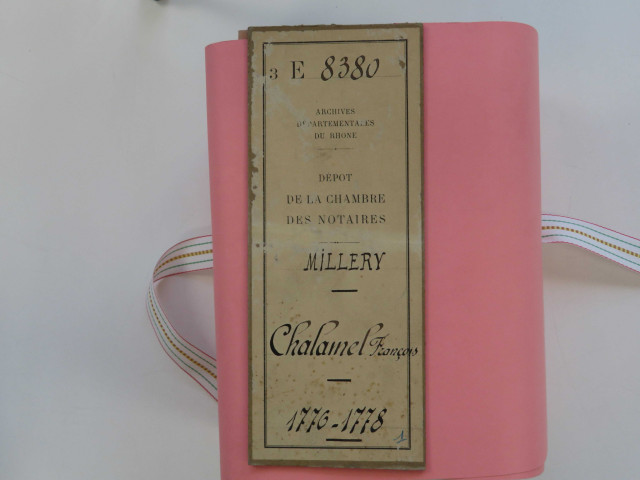 3 E 8380
ARCHIVES
DÉPARTEMENTALES
DU RHONE
DÉPOT
DE LA CHAMBRE
DES NOTAIRES
MILLERY
Chalamel François
1776-1778
1